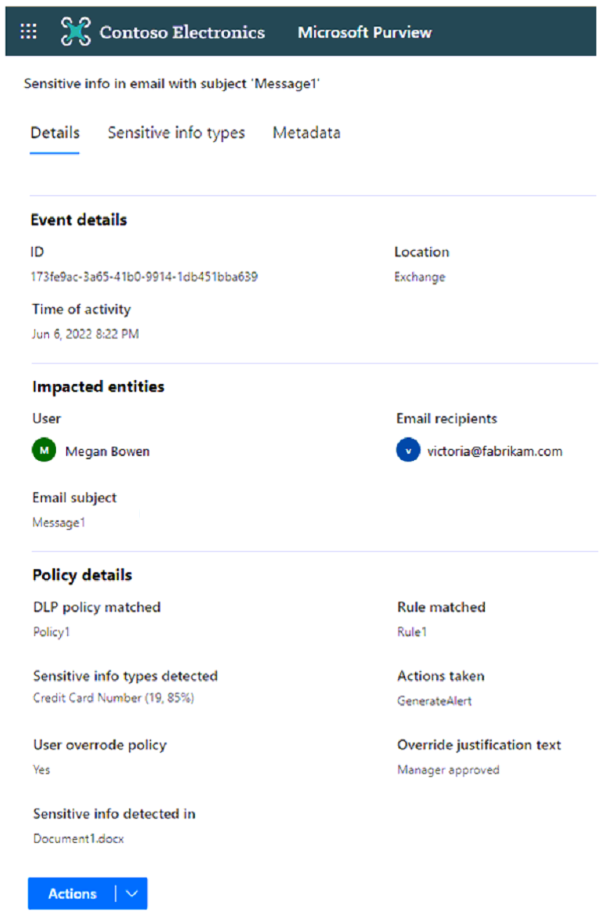 Contoso Electronics Microsoft Purview
Sensitive info in email with subject 'Message1'
Details Sensitive info types Metadata
Event details
ID Location
173fe9ac-3a65-41b0-9914-1db451bba639 Exchange
Time of activity
Jun 6, 2022 8:22 PM
Impacted entities
User Email recipients
M Megan Bowen v victoria@fabrikam.com
Email subject
Message1
Policy details
DLP policy matched Rule matched
Policy1 Rule1
Sensitive info types detected Actions taken
Credit Card Number (19, 85%) GenerateAlert
User overrode policy Override justification text
Yes Manager approved
Sensitive info detected in
Document1.docx
Actions